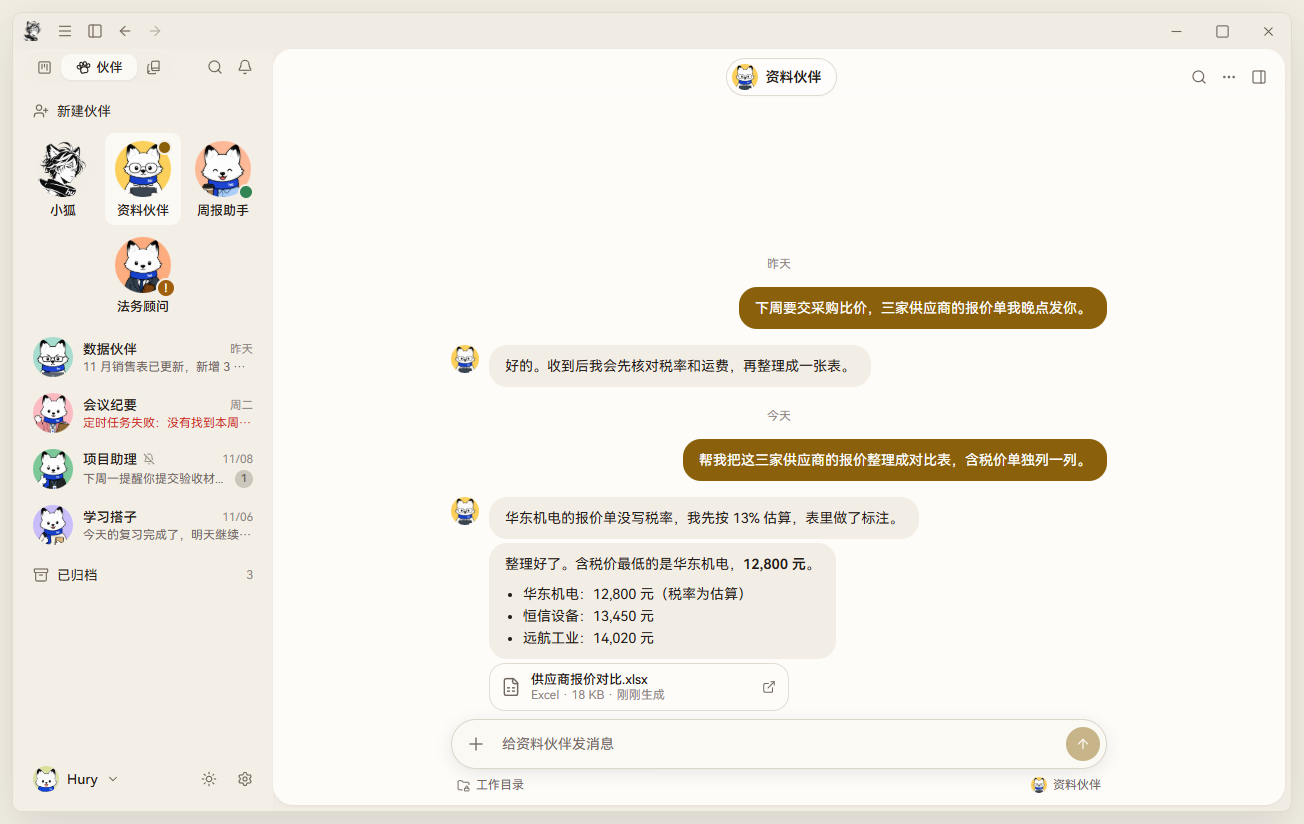 伙伴
新建伙伴
小狐
资料伙伴
周报助手
法务顾问
数据伙伴
昨天
11 月销售表已更新，新增 3 …
会议纪要
周二
定时任务失败：没有找到本周…
项目助理
11/08
下周一提醒你提交验收材…
1
学习搭子
11/06
今天的复习完成了，明天继续…
已归档
3
Hury
资料伙伴
昨天
下周要交采购比价，三家供应商的报价单我晚点发你。
好的。收到后我会先核对税率和运费，再整理成一张表。
今天
帮我把这三家供应商的报价整理成对比表，含税价单独列一列。
华东机电的报价单没写税率，我先按 13% 估算，表里做了标注。
整理好了。含税价最低的是华东机电，12,800 元。
• 华东机电：12,800 元（税率为估算）
• 恒信设备：13,450 元
• 远航工业：14,020 元
供应商报价对比.xlsx
Excel · 18 KB · 刚刚生成
给资料伙伴发消息
工作目录
资料伙伴